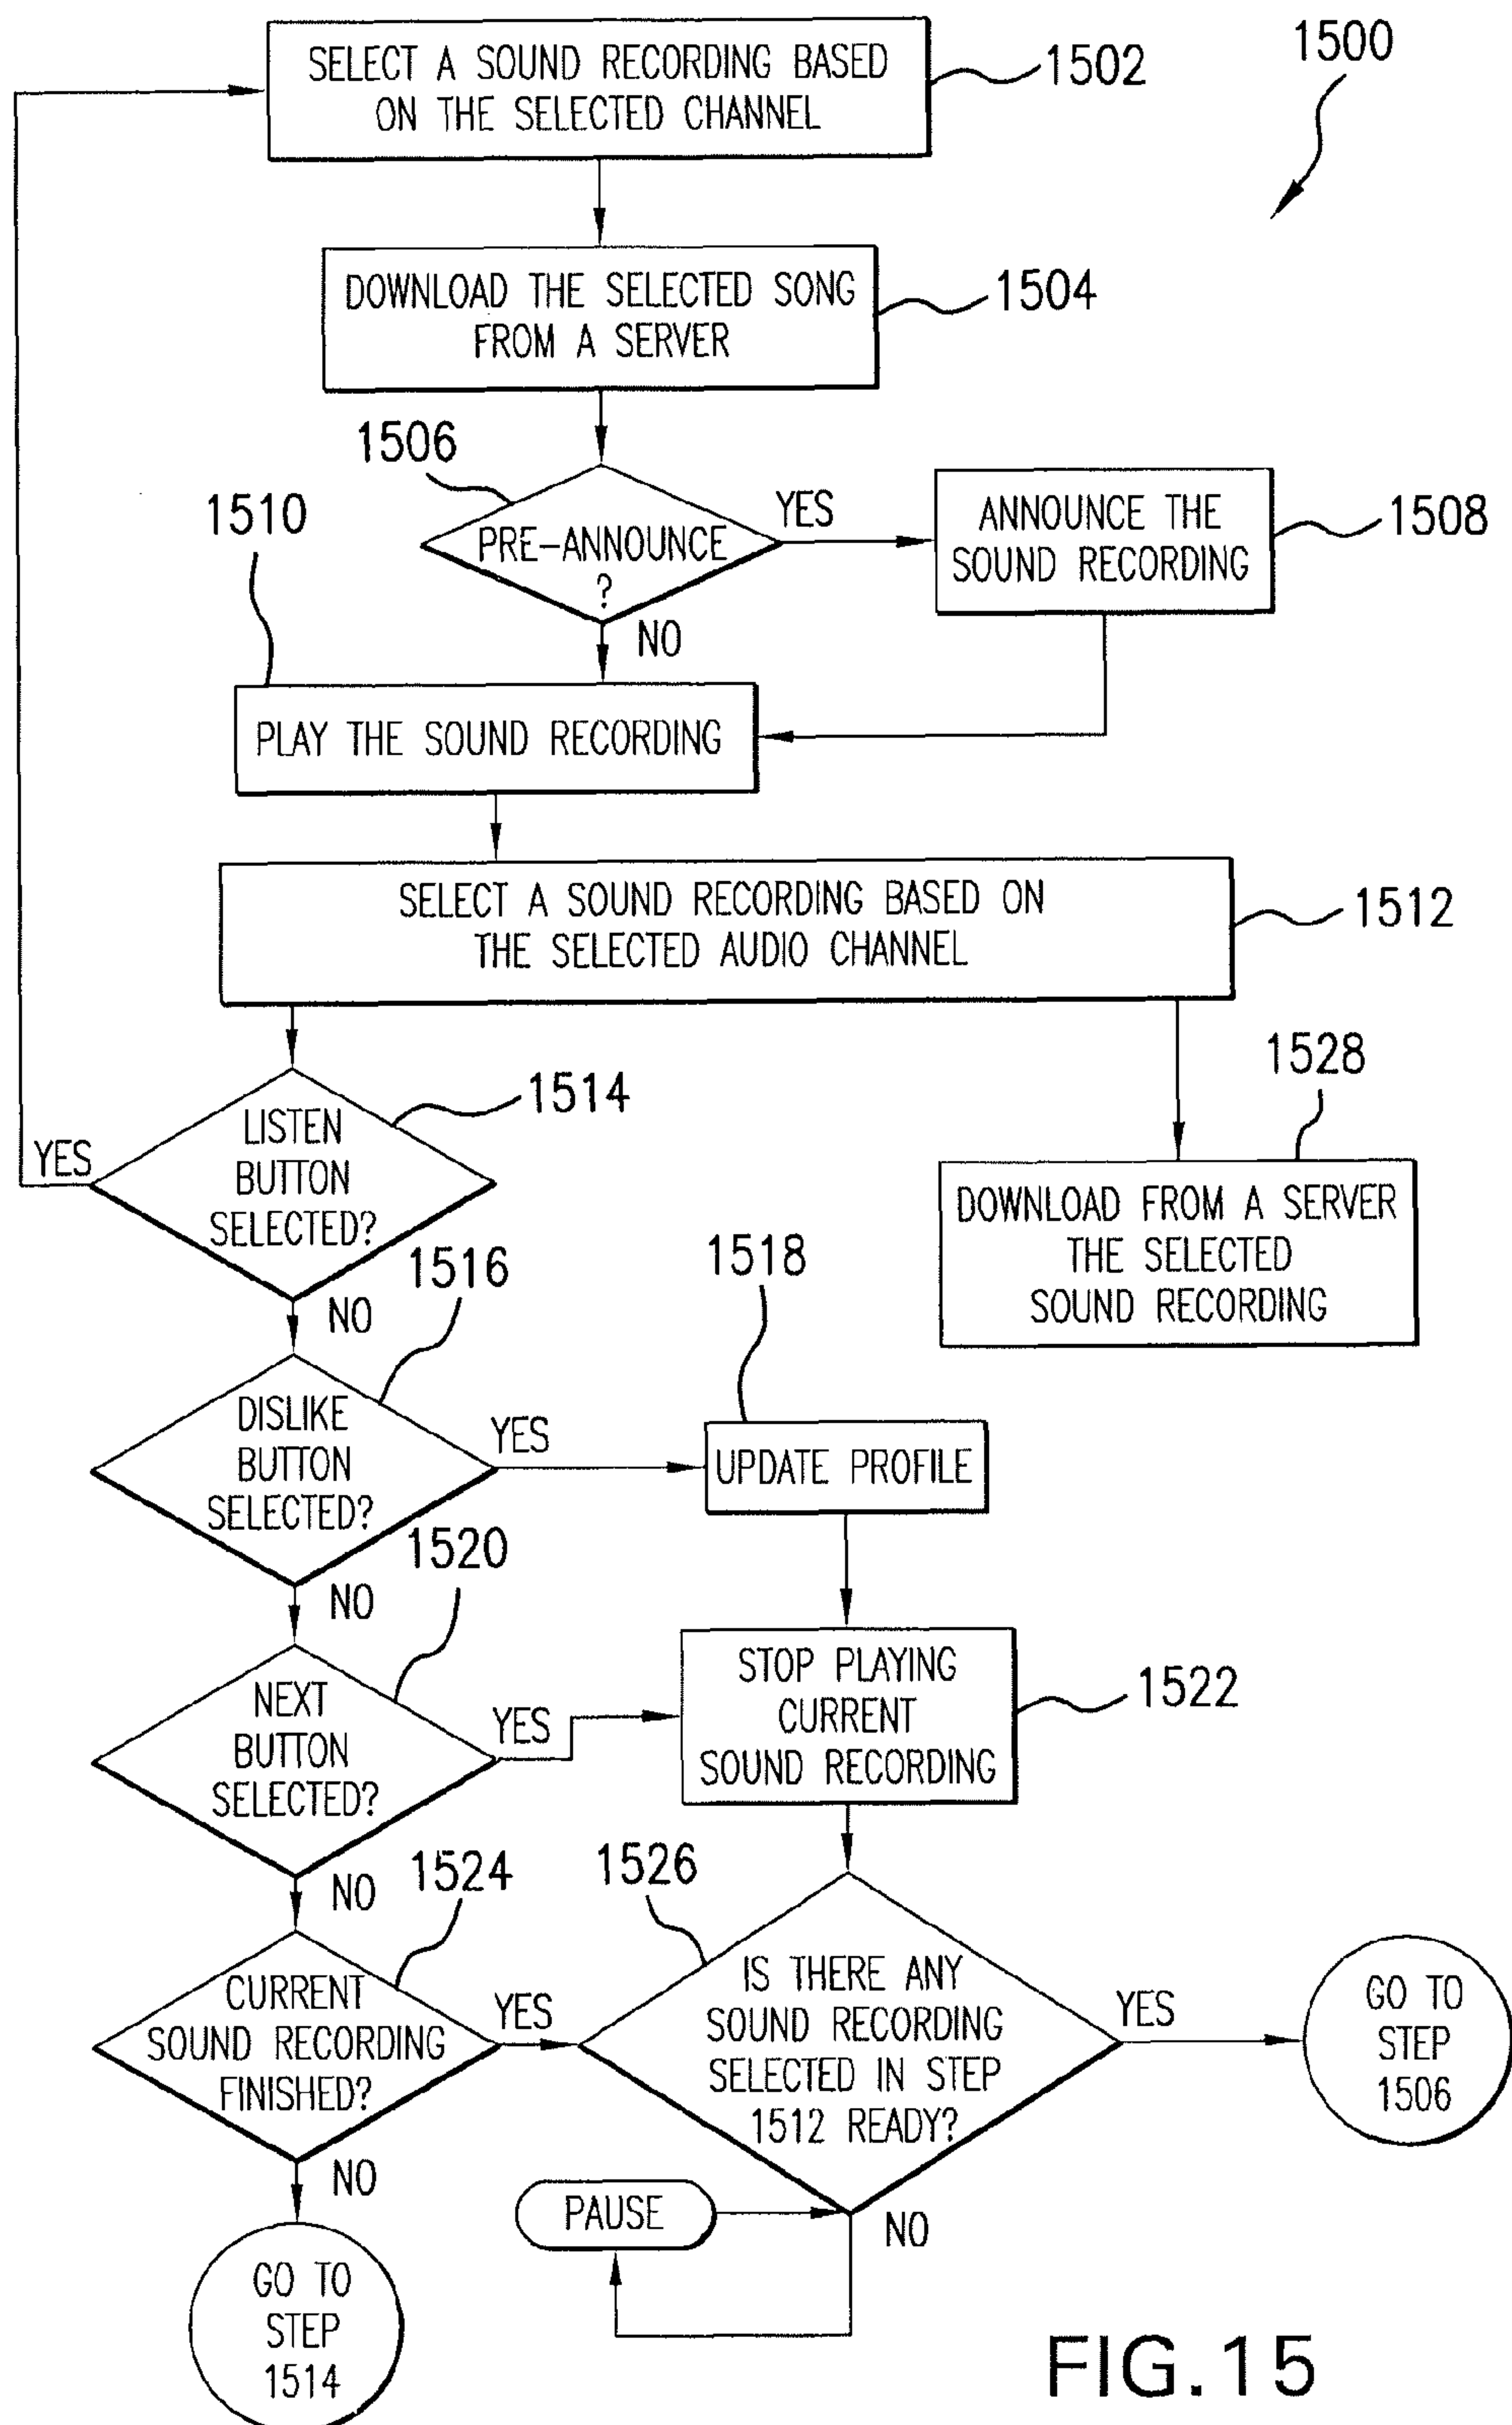 1500
SELECT A SOUND RECORDING BASED
ON THE SELECTED CHANNEL
1502
DOWNLOAD THE SELECTED SONG
FROM A SERVER
1504
1506
PRE-ANNOUNCE
?
YES
NO
ANNOUNCE THE
SOUND RECORDING
1508
1510
PLAY THE SOUND RECORDING
SELECT A SOUND RECORDING BASED ON
THE SELECTED AUDIO CHANNEL
1512
1514
LISTEN
BUTTON
SELECTED?
YES
NO
1528
DOWNLOAD FROM A SERVER
THE SELECTED
SOUND RECORDING
1516
DISLIKE
BUTTON
SELECTED?
YES
NO
1518
UPDATE PROFILE
1520
NEXT
BUTTON
SELECTED?
YES
NO
STOP PLAYING
CURRENT
SOUND RECORDING
1522
1524
CURRENT
SOUND RECORDING
FINISHED?
YES
NO
1526
IS THERE ANY
SOUND RECORDING
SELECTED IN STEP
1512 READY?
YES
NO
GO TO
STEP
1506
PAUSE
GO TO
STEP
1514
FIG.15